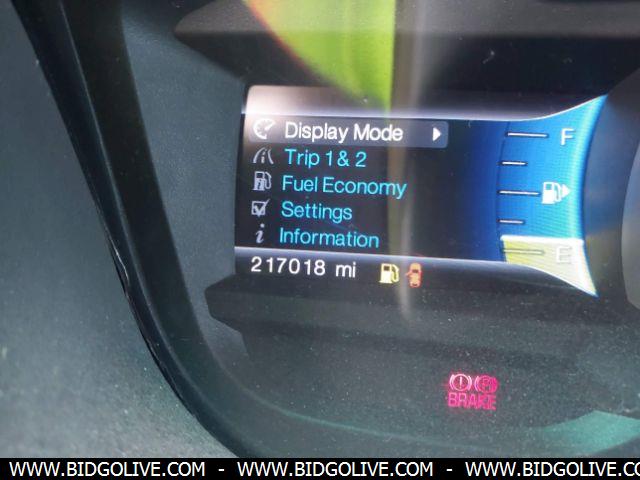 Display Mode
F
Trip 1 & 2
Fuel Economy
Settings
Information
E
217018 mi
BRAKE
WWW.BIDGOLIVE.COM - WWW.BIDGOLIVE.COM - WWW.BIDGOLIVE.COM